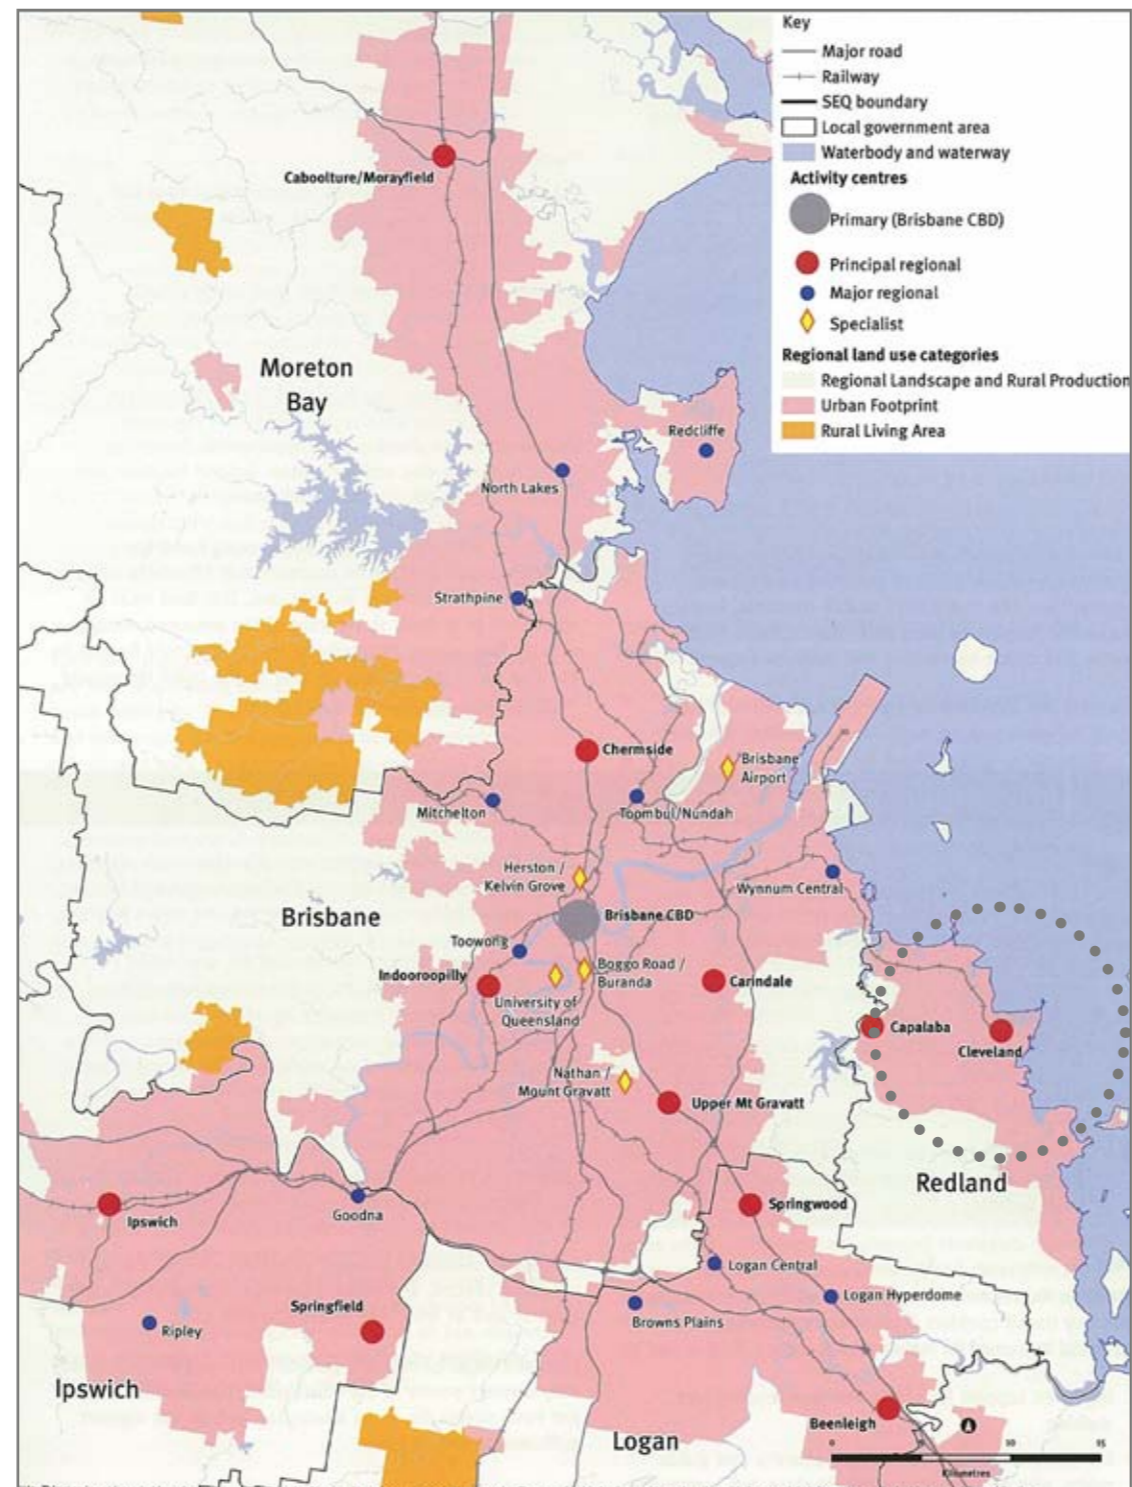 Key
Major road
Railway
SEQ boundary
Local government area
Waterbody and waterway
Activity centres
Primary (Brisbane CBD)
Principal regional
Major regional
Specialist
Regional land use categories
Regional Landscape and Rural Production
Urban Footprint
Rural Living Area
Caboolture/Morayfield
Moreton
Bay
Redcliffe
North Lakes
Strathpine
Chermside
Brisbane
Airport
Mitchelton
Toombul/Nundah
Herston /
Kelvin Grove
Wynnum Central
Brisbane
Brisbane CBD
Toowong
Indooroopilly
Boggo Road /
Buranda
Carindale
University of
Queensland
Capalaba
Cleveland
Nathan /
Mount Gravatt
Upper Mt Gravatt
Redland
Ipswich
Goodna
Springwood
Logan Central
Logan Hyperdome
Springfield
Ripley
Browns Plains
Ipswich
Beenleigh
Logan
0
10
15
Kilometres